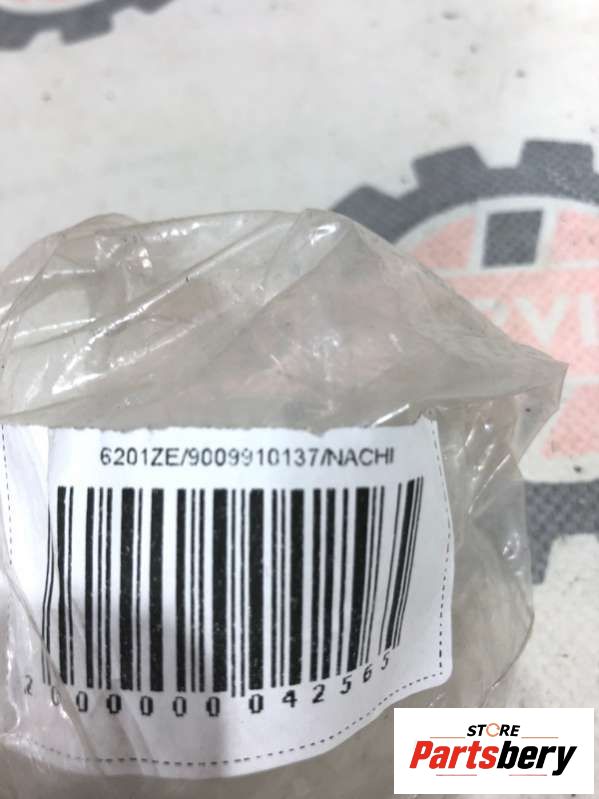 6201ZE/9009910137/NACHI
2000000042565
STORE
Partsbery